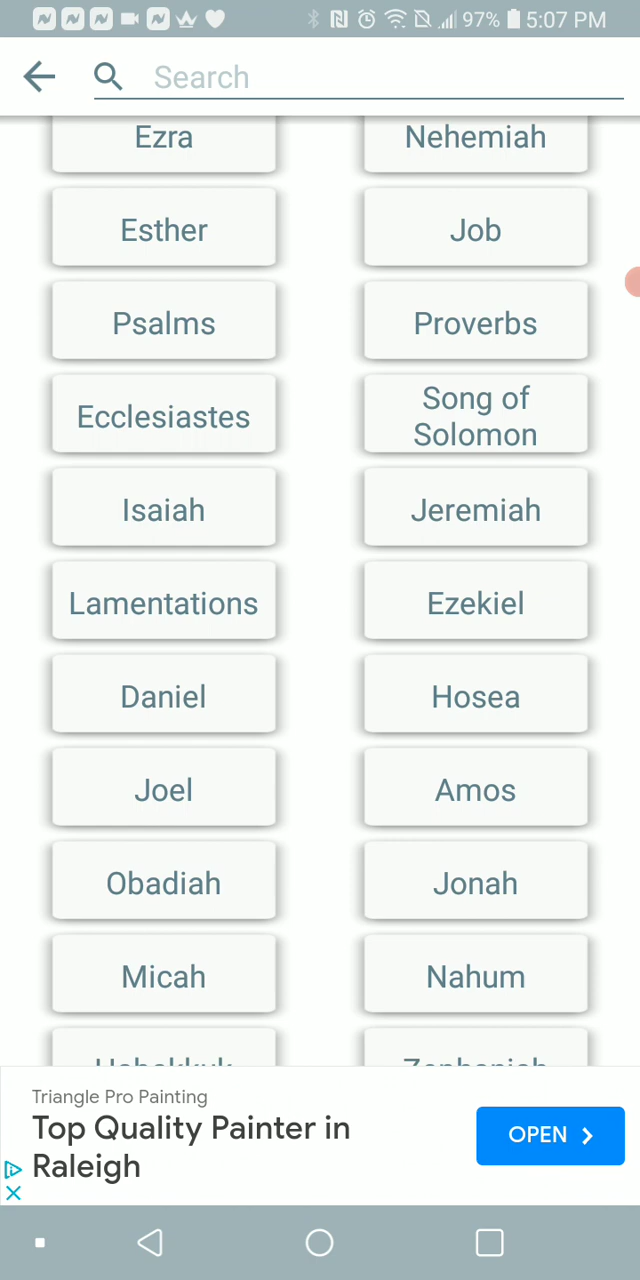 97% 5:07 PM
Search
Ezra Nehemiah
Esther Job
Psalms Proverbs
Ecclesiastes Song of
Solomon
Isaiah Jeremiah
Lamentations Ezekiel
Daniel Hosea
Joel Amos
Obadiah Jonah
Micah Nahum
Triangle Pro Painting
Top Quality Painter in
Raleigh
OPEN